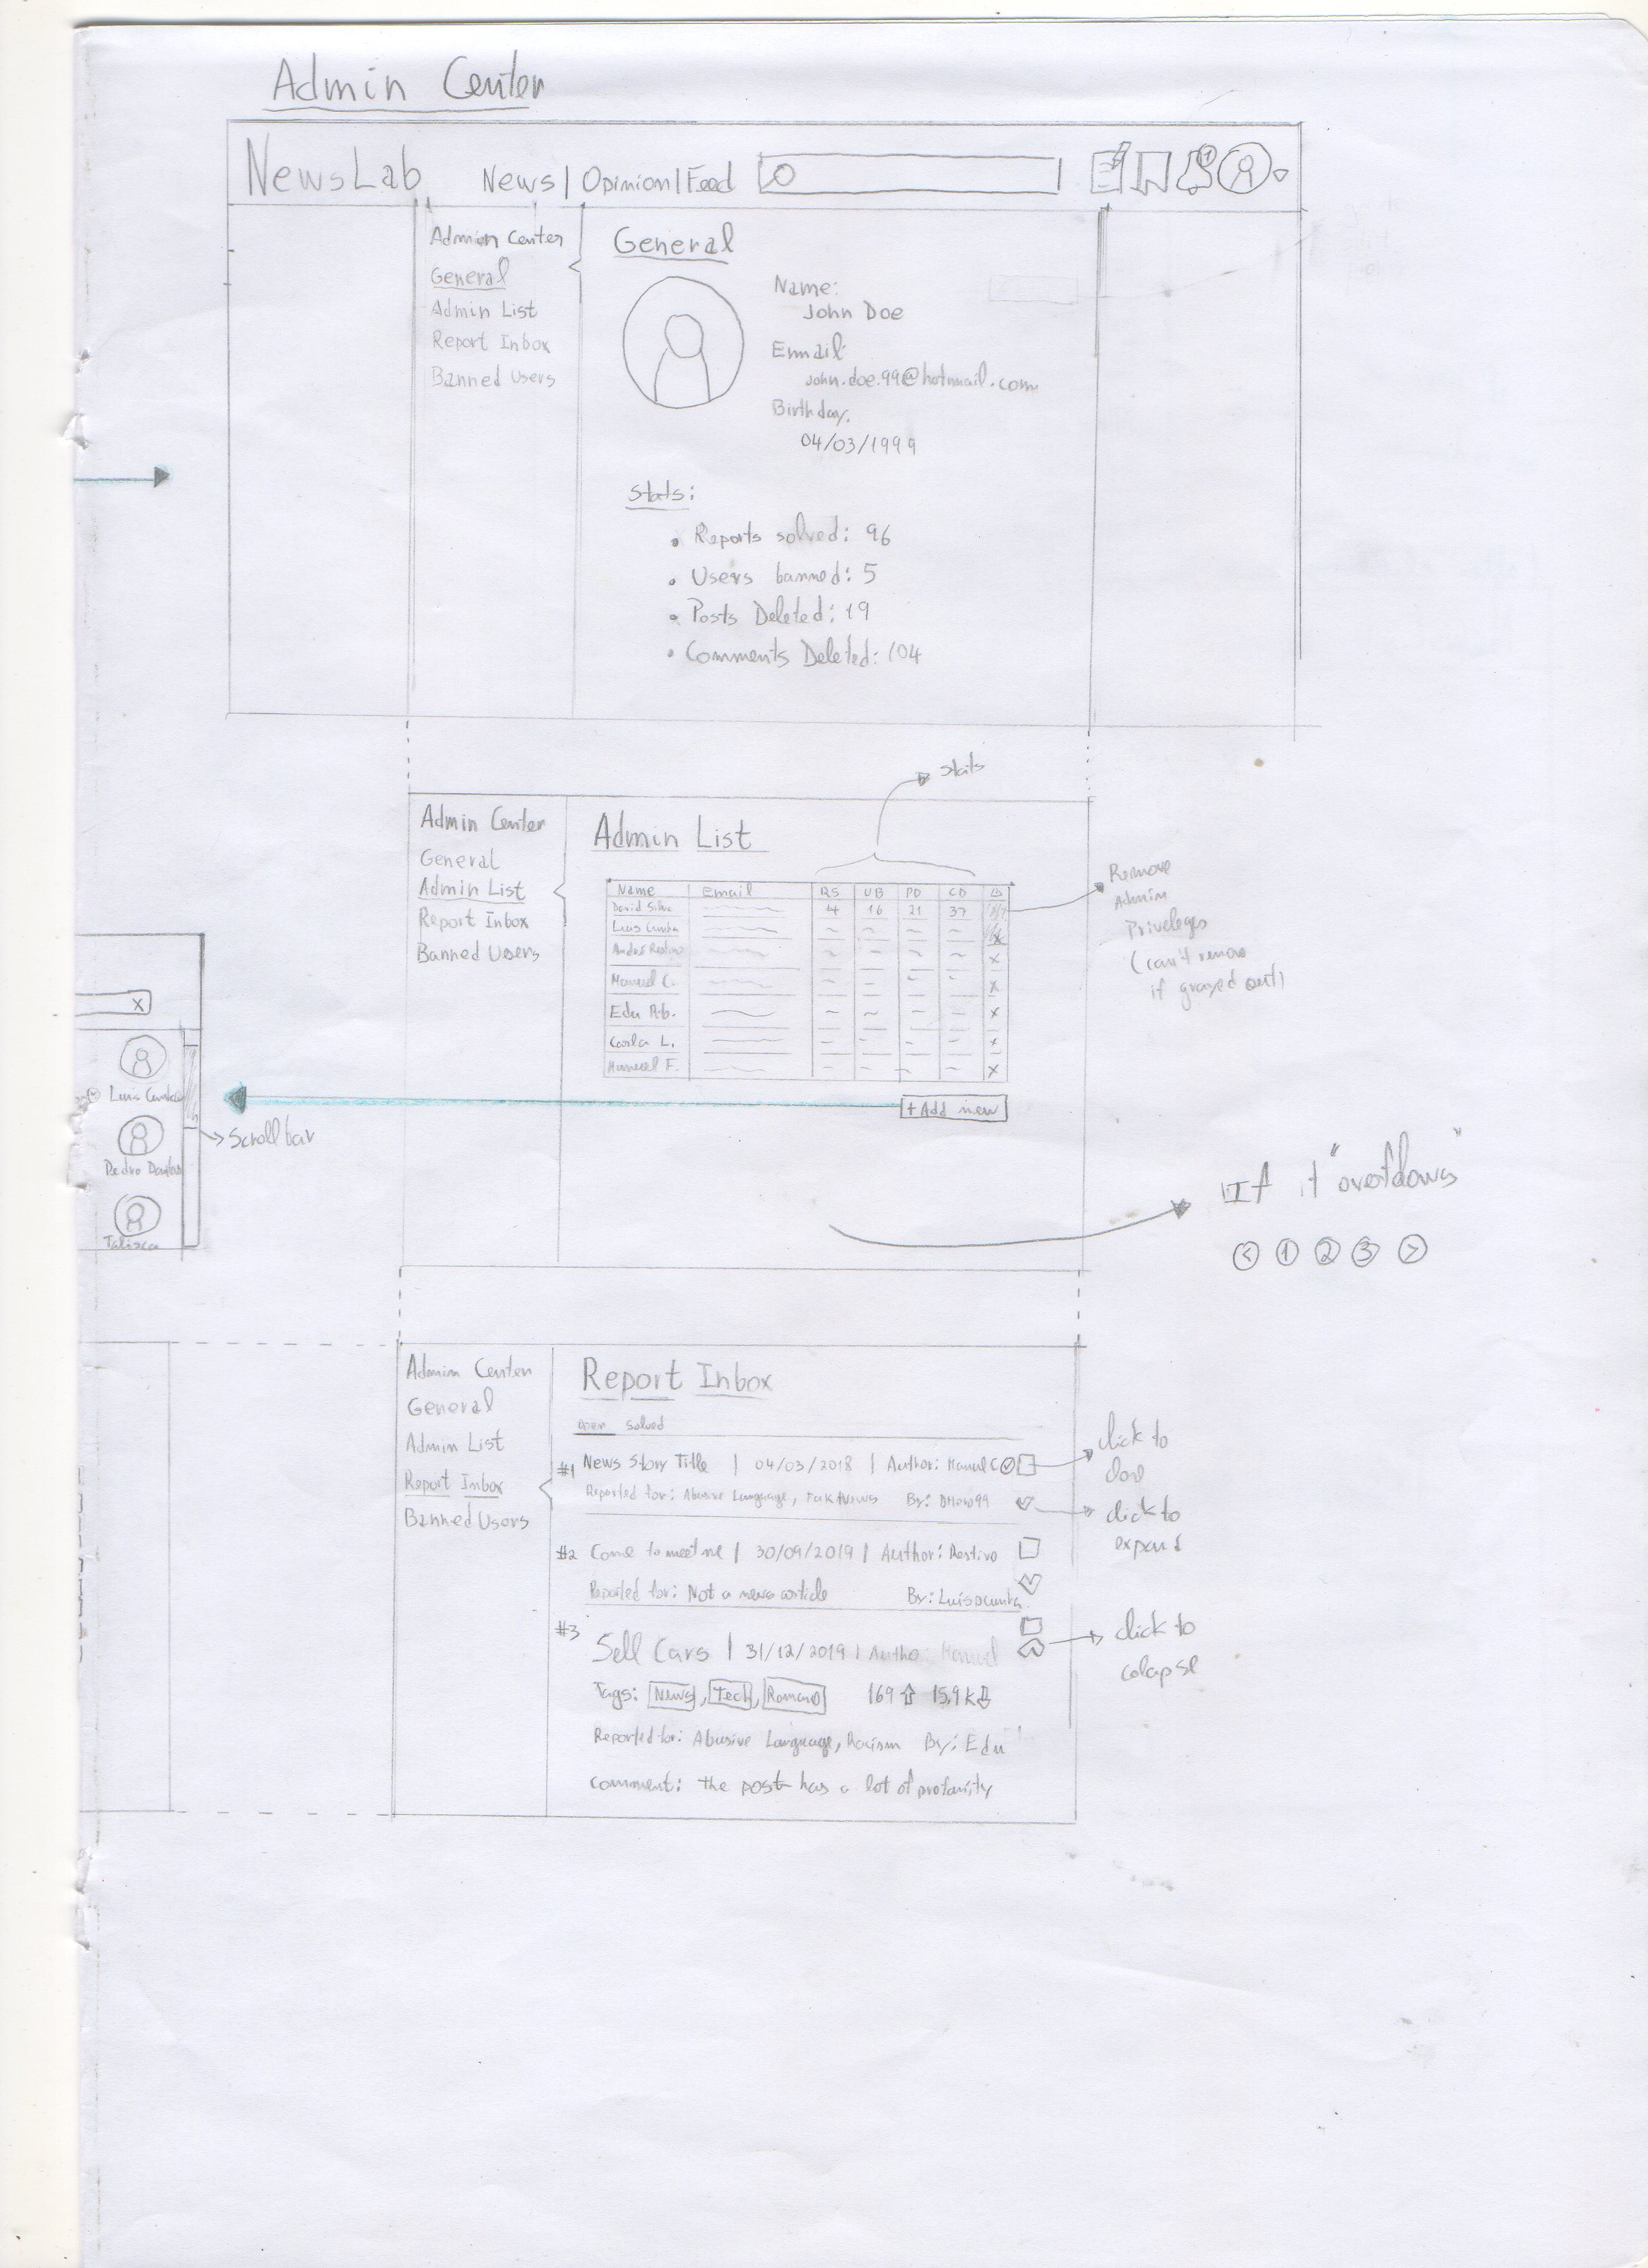 Admin Center
NewsLab News | Opinion | Feed
1
Admin Center
General
Admin List
Report Inbox
Banned Users
General
Name:
John Doe
Email:
john.doe.99@hotmail.com
Birthday:
04/03/1999
Stats:
• Reports solved: 96
• Users banned: 5
• Posts Deleted: 19
• Comments Deleted: 104
Stats
Admin Center
General
Admin List
Report Inbox
Banned Users
Admin List
Name Email RS UB PD CD
David Silva 4 16 21 37
Luis Cunha
André Restivo
Manuel C. x
Edu Rib. x
Carla L. x
Manuel F. x
+ Add new
Remove
Admin
Priveleges
(can't remove
if grayed out)
x
Luis Cunha
Pedro Dantas
Talisca
Scroll bar
If it "overflows"
< 1 2 3 >
Admin Center
General
Admin List
Report Inbox
Banned Users
Report Inbox
Open Solved
#1 News Story Title | 04/03/2018 | Author: Manuel C
Reported for: Abusive Language, Fake News By:
#2 Come to meet me | 30/09/2019 | Author: Restivo
Reported for: Not a news article By: Luisdcunha
#3 Sell Cars | 31/12/2019 | Autho: Manuel
Tags: News, Tech, Romano 169 15,9k
Reported for: Abusive Language, Racism By: Edu
Comment: the post has a lot of profanity
click to
click to
expand
click to
colapse